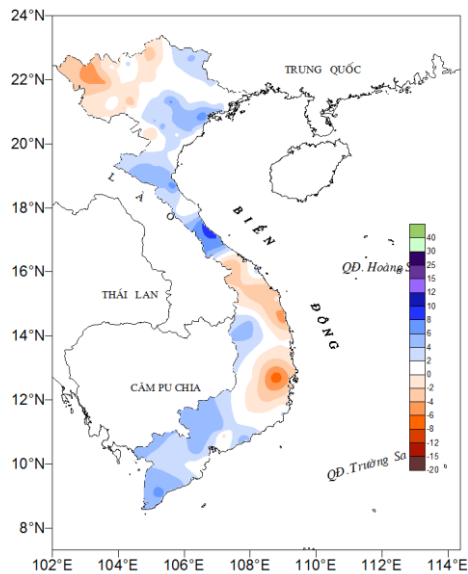 24°N
22°N
20°N
18°N
16°N
14°N
12°N
10°N
8°N
102°E 104°E 106°E 108°E 110°E 112°E 114°E
TRUNG QUỐC
LÀO
BIỂN
ĐÔNG
QĐ. Hoàng S
THÁI LAN
CĂM PU CHIA
QĐ. Trường Sa
40
30
25
15
12
10
8
6
4
2
0
-2
-4
-6
-8
-10
-12
-15
-20